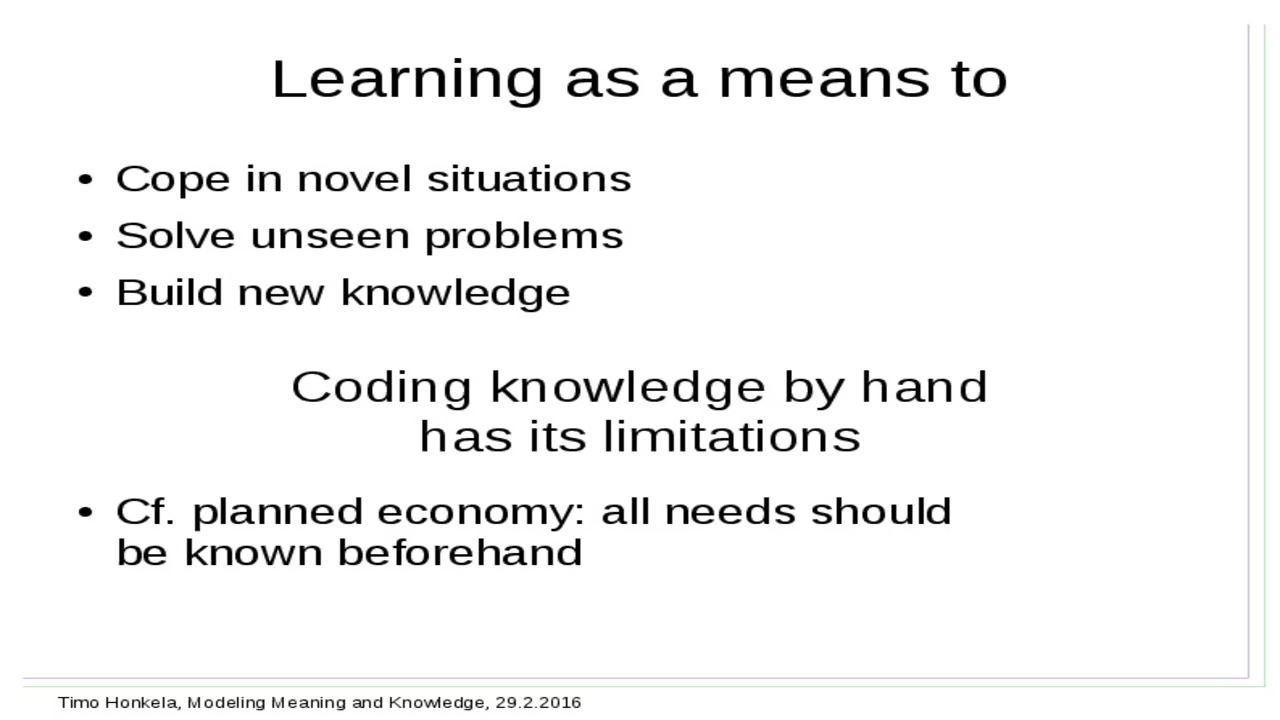 Learning as a means to
• Cope in novel situations
• Solve unseen problems
• Build new knowledge
Coding knowledge by hand
has its limitations
• Cf. planned economy: all needs should
be known beforehand
Timo Honkela, Modeling Meaning and Knowledge, 29.2.2016